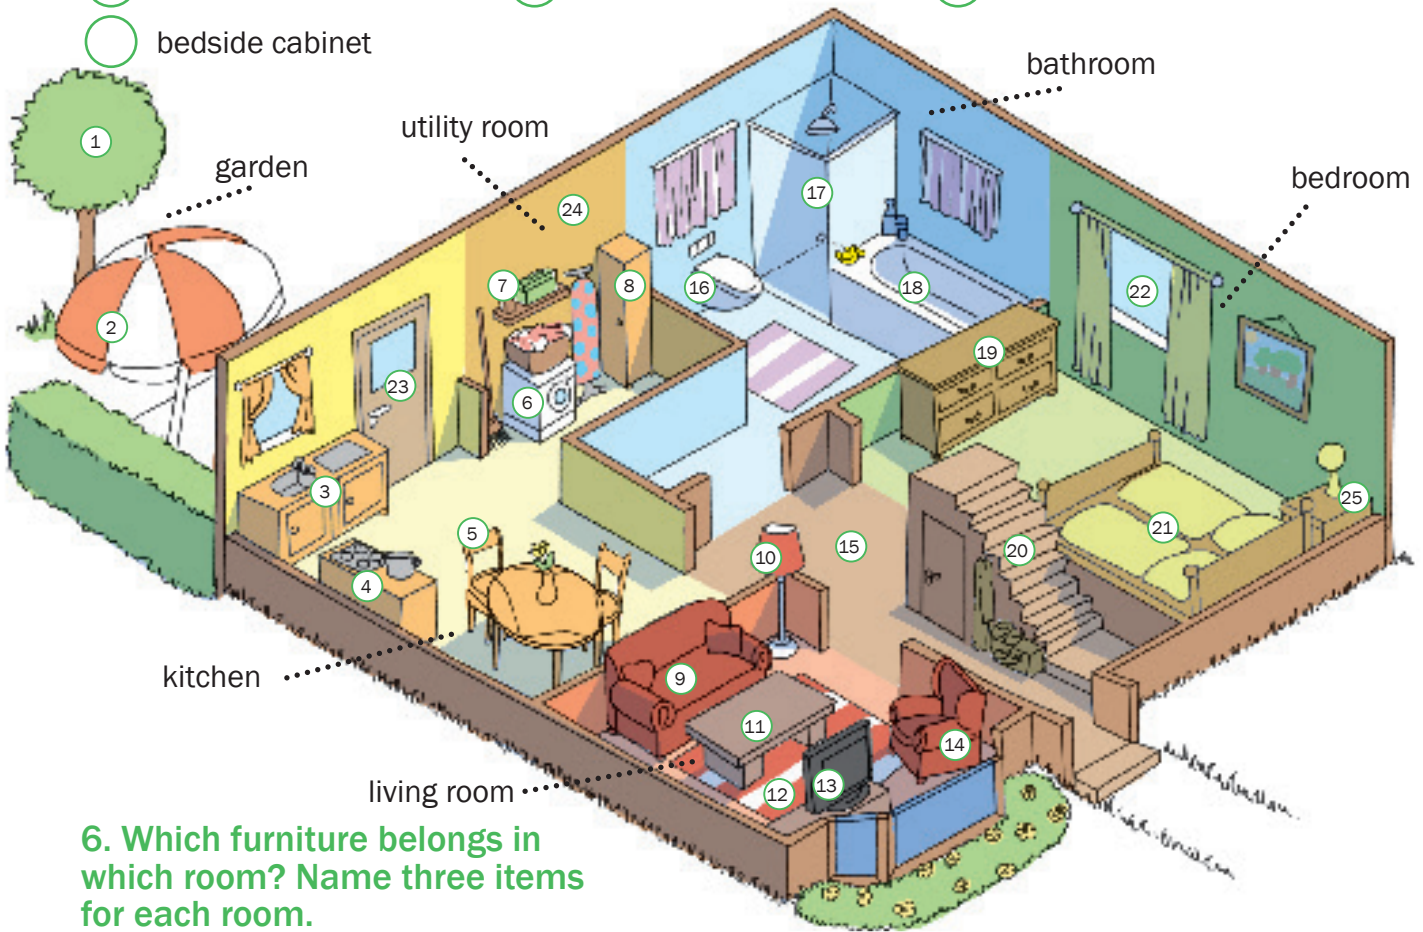 bedside cabinet
bathroom
utility room
1
garden
bedroom
24
17
7
8
16
18
22
2
19
23
6
3
25
5
21
10
15
20
4
kitchen
9
11
14
living room
12
13
6. Which furniture belongs in
which room? Name three items
for each room.